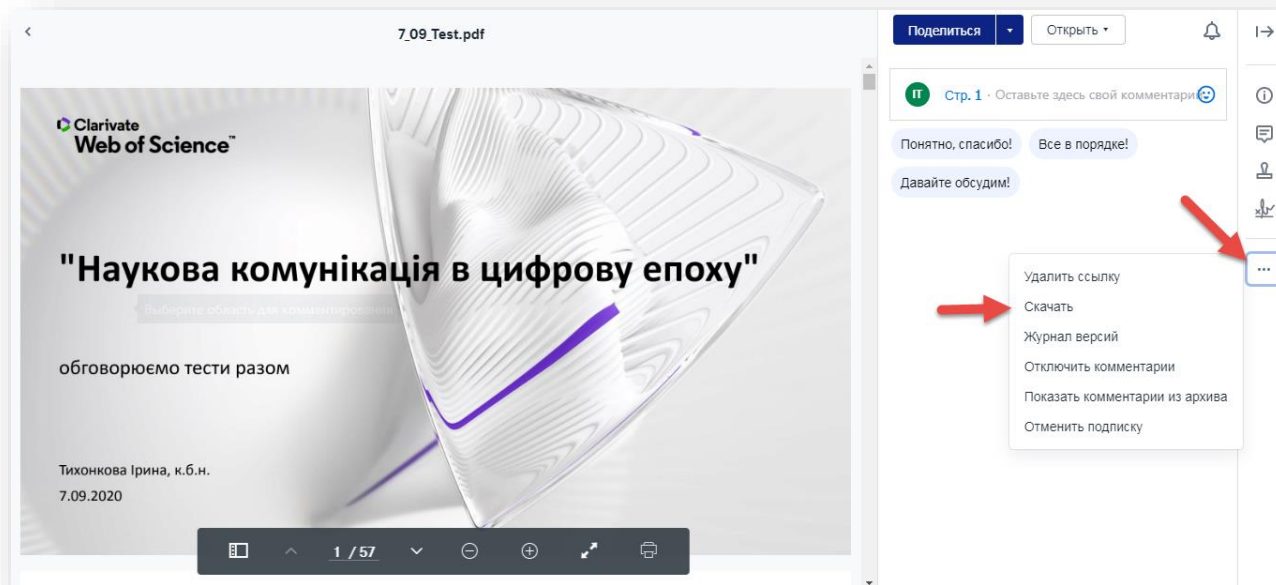 7_09_Test.pdf
Поделиться
Открыть
Clarivate
Web of Science™
"Наукова комунікація в цифрову епоху"
Выберите область для комментирования
обговорюємо тести разом
Тихонкова Ірина, к.б.н.
7.09.2020
1 / 57
ІТ Стр. 1 · Оставьте здесь свой комментарий
Понятно, спасибо! Все в порядке!
Давайте обсудим!
Удалить ссылку
Скачать
Журнал версий
Отключить комментарии
Показать комментарии из архива
Отменить подписку